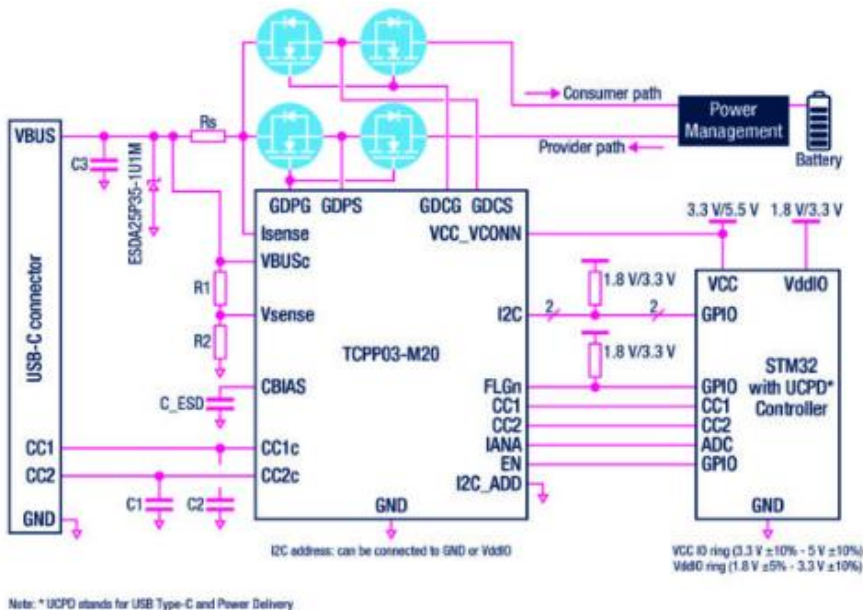 Consumer path
Power
Management
Battery
Provider path
VBUS
Rs
C3
ESDA25P35-1U1M
USB-C connector
CC1
CC2
GND
R1
R2
C_ESD
C1
C2
GDPG
GDPS
GDCG
GDCS
Isense
VBUSc
Vsense
CBIAS
CC1c
CC2c
TCPP03-M20
VCC_VCONN
I2C
FLGn
CC1
CC2
IANA
EN
I2C_ADD
GND
2
2
1.8 V/3.3 V
1.8 V/3.3 V
3.3 V/5.5 V
1.8 V/3.3 V
VCC
VddIO
GPIO
STM32
with UCPD*
Controller
GPIO
CC1
CC2
ADC
GPIO
GND
I2C address: can be connected to GND or VddIO
VCC IO ring (3.3 V ±10% - 5 V ±10%)
VddIO ring (1.8 V ±5% - 3.3 V ±10%)
Note: * UCPD stands for USB Type-C and Power Delivery